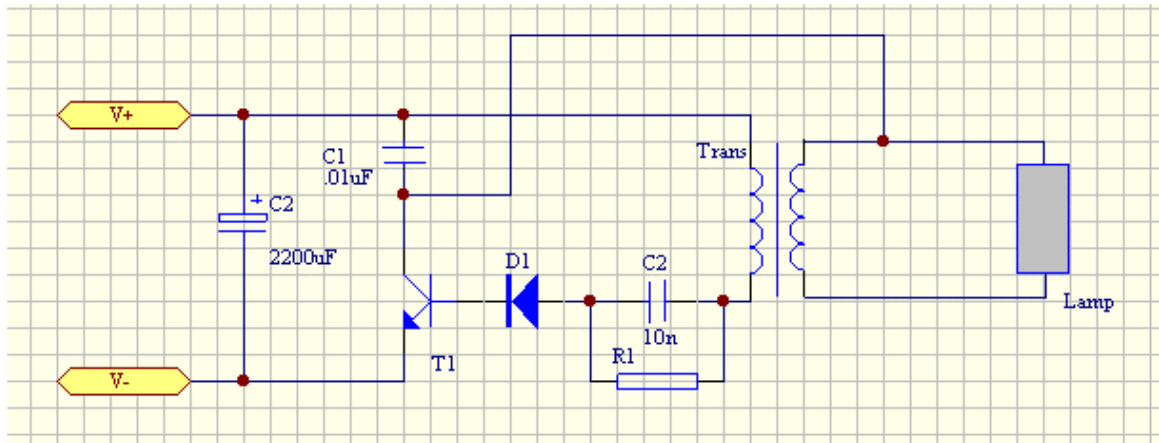 V+
Trans
C1
.01uF
+
C2
2200uF
D1
C2
10n
Lamp
R1
T1
V-